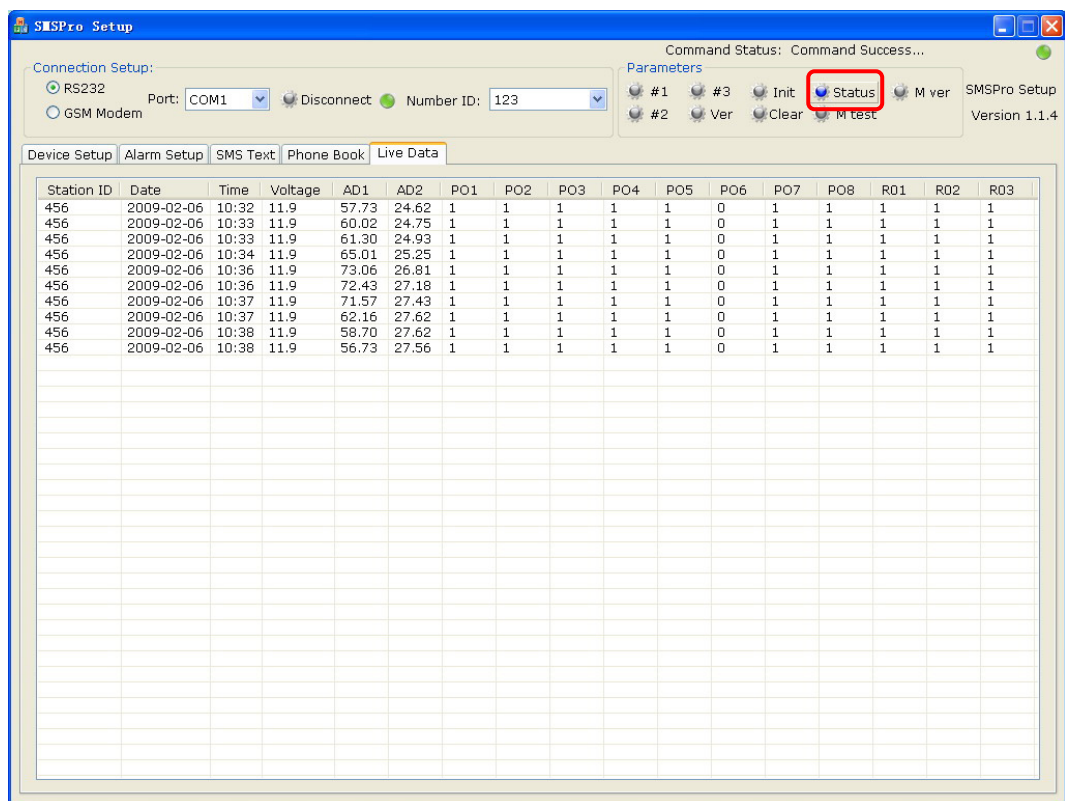 SMSPro Setup
Command Status: Command Success...
Connection Setup:
Parameters
RS232
GSM Modem
Port: COM1 Disconnect Number ID: 123
#1 #3 Init Status M ver
#2 Ver Clear M test
SMSPro Setup
Version 1.1.4
Device Setup Alarm Setup SMS Text Phone Book Live Data
Station ID Date Time Voltage AD1 AD2 PO1 PO2 PO3 PO4 PO5 PO6 PO7 PO8 R01 R02 R03
456 2009-02-06 10:32 11.9 57.73 24.62 1 1 1 1 1 0 1 1 1 1 1
456 2009-02-06 10:33 11.9 60.02 24.75 1 1 1 1 1 0 1 1 1 1 1
456 2009-02-06 10:33 11.9 61.30 24.93 1 1 1 1 1 0 1 1 1 1 1
456 2009-02-06 10:34 11.9 65.01 25.25 1 1 1 1 1 0 1 1 1 1 1
456 2009-02-06 10:36 11.9 73.06 26.81 1 1 1 1 1 0 1 1 1 1 1
456 2009-02-06 10:36 11.9 72.43 27.18 1 1 1 1 1 0 1 1 1 1 1
456 2009-02-06 10:37 11.9 71.57 27.43 1 1 1 1 1 0 1 1 1 1 1
456 2009-02-06 10:37 11.9 62.16 27.62 1 1 1 1 1 0 1 1 1 1 1
456 2009-02-06 10:38 11.9 58.70 27.62 1 1 1 1 1 0 1 1 1 1 1
456 2009-02-06 10:38 11.9 56.73 27.56 1 1 1 1 1 0 1 1 1 1 1